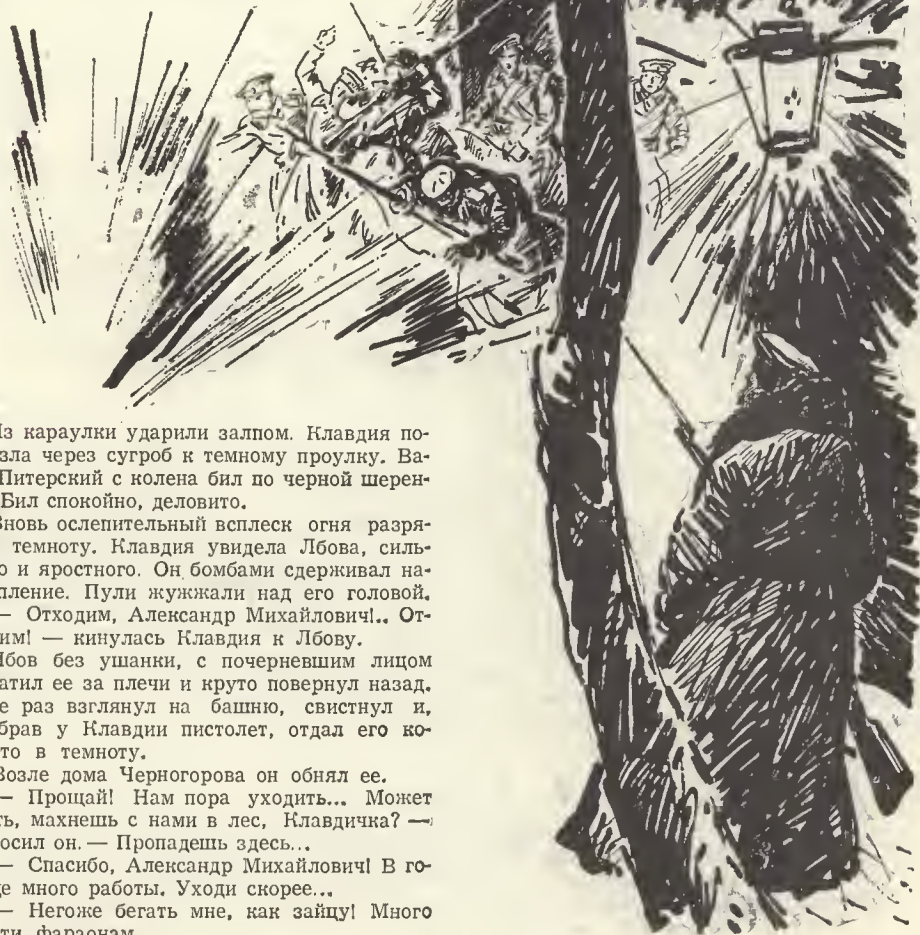 з караулки ударили залпом. Клавдия по-
зла через сугроб к темному проулку. Ва-
Питерский с колена бил по черной шерен-
Бил спокойно, деловито.
вновь ослепительный всплеск огня разря-
темноту. Клавдия увидела Лбова, силь-
о и яростного. Он бомбами сдерживал на-
пление. Пули жужжали над его головой.
— Отходим, Александр Михайлович!.. От-
им! — кинулась Клавдия к Лбову.
Лбов без ушанки, с почерневшим лицом
атил ее за плечи и круто повернул назад.
е раз взглянул на башню, свистнул и,
брав у Клавдии пистолет, отдал его ко-
то в темноту.
Возле дома Черногорова он обнял ее.
— Прощай! Нам пора уходить... Может
ть, махнешь с нами в лес, Клавдичка? —
осил он. — Пропадешь здесь...
— Спасибо, Александр Михайлович! В го-
де много работы. Уходи скорее...
— Негоже бегать мне, как зайцу! Много
ти фараонам